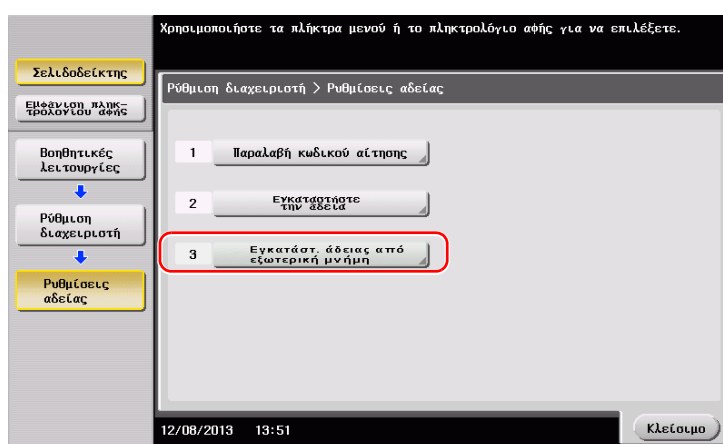 Χρησιμοποιήστε τα πλήκτρα μενού ή το πληκτρολόγιο αφής για να επιλέξετε.
Σελιδοδείκτης
Εμφάνιση πληκ-
τρολογίου αφής
Βοηθητικές
λειτουργίες
Ρύθμιση
διαχειριστή
Ρυθμίσεις
αδείας
Ρύθμιση διαχειριστή > Ρυθμίσεις αδείας
1 Παραλαβή κωδικού αίτησης
2 Εγκαταστήστε
την άδεια
3 Εγκατάστ. άδειας από
εξωτερική μνήμη
12/08/2013 13:51
Κλείσιμο